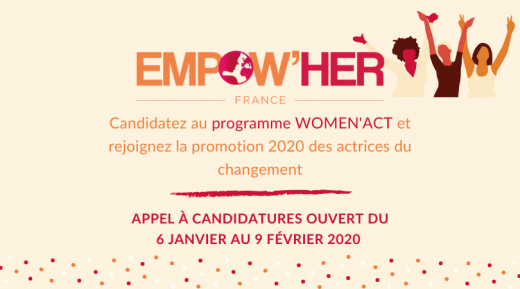 EMPOW'HER
FRANCE
Candidatez au programme WOMEN'ACT et
rejoignez la promotion 2020 des actrices du
changement
APPEL À CANDIDATURES OUVERT DU
6 JANVIER AU 9 FÉVRIER 2020